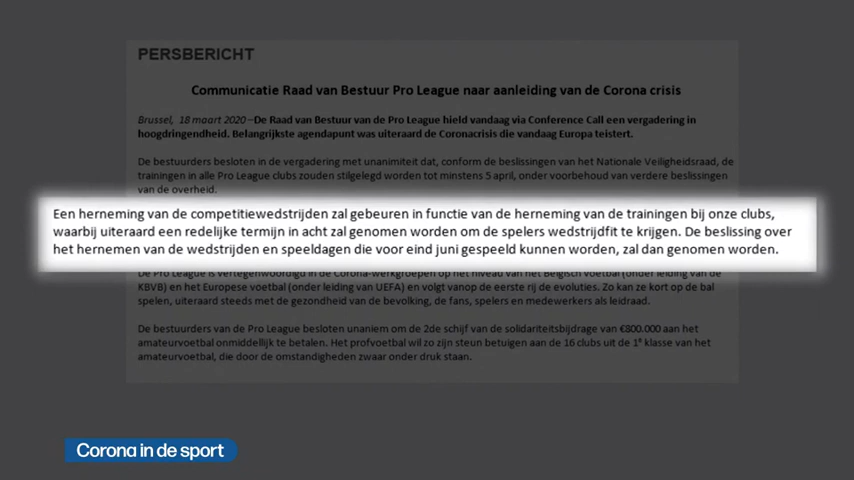 PERSBERICHT
Communicatie Raad van Bestuur Pro League naar aanleiding van de Corona crisis
Brussel, 18 maart 2020 –De Raad van Bestuur van de Pro League hield vandaag via Conference Call een vergadering in
hoogdringendheid. Belangrijkste agendapunt was uiteraard de Coronacrisis die vandaag Europa teistert.
De bestuurders besloten in de vergadering met unanimiteit dat, conform de beslissingen van het Nationale Veiligheidsraad, de
trainingen in alle Pro League clubs zouden stilgelegd worden tot minstens 5 april, onder voorbehoud van verdere beslissingen
van de overheid.
Een herneming van de competitiewedstrijden zal gebeuren in functie van de herneming van de trainingen bij onze clubs,
waarbij uiteraard een redelijke termijn in acht zal genomen worden om de spelers wedstrijdfit te krijgen. De beslissing over
het hernemen van de wedstrijden en speeldagen die voor eind juni gespeeld kunnen worden, zal dan genomen worden.
De Pro League is vertegenwoordigd in de Corona-werkgroepen op het niveau van het Belgisch voetbal (onder leiding van de
KBVB) en het Europese voetbal (onder leiding van UEFA) en volgt vanop de eerste rij de evoluties. Zo kan ze kort op de bal
spelen, uiteraard steeds met de gezondheid van de bevolking, de fans, spelers en medewerkers als leidraad.
De bestuurders van de Pro League besloten unaniem om de 2de schijf van de solidariteitsbijdrage van €800.000 aan het
amateurvoetbal onmiddellijk te betalen. Het profvoetbal wil zo zijn steun betuigen aan de 16 clubs uit de 1ᵉ klasse van het
amateurvoetbal, die door de omstandigheden zwaar onder druk staan.
Corona in de sport